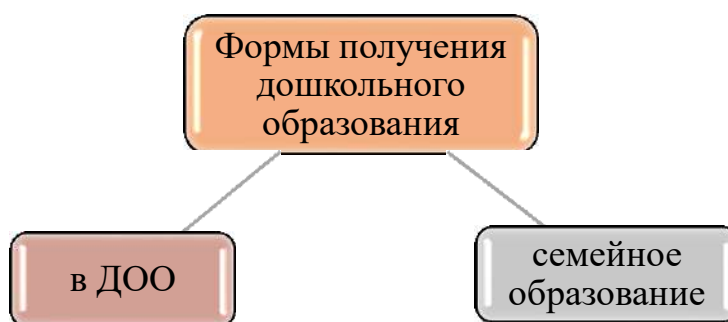 Формы получения
дошкольного
образования
в ДОО
семейное
образование